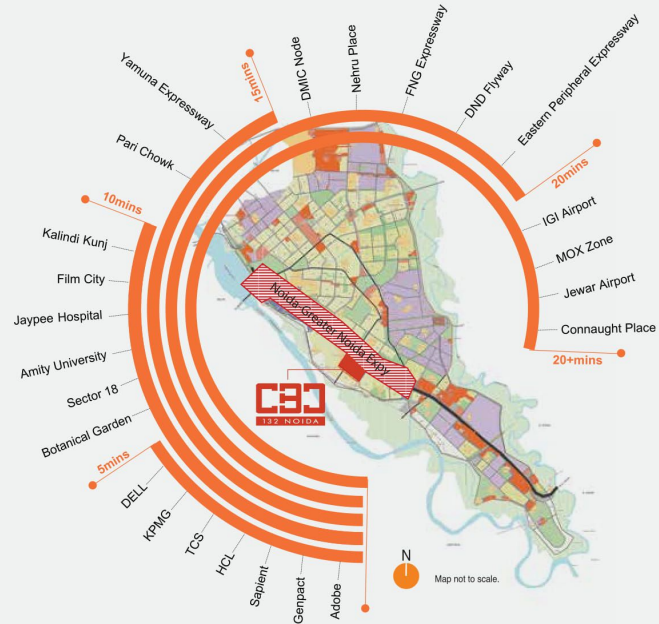 15mins
DMIC Node
Nehru Place
FNG Expressway
DND Flyway
Eastern Peripheral Expressway
20mins
IGI Airport
MOX Zone
Jewar Airport
Connaught Place
20+mins
Yamuna Expressway
Pari Chowk
10mins
Kalindi Kunj
Film City
Jaypee Hospital
Amity University
Sector 18
Botanical Garden
5mins
DELL
KPMG
TCS
HCL
Sapient
Genpact
Adobe
Noida-Greater Noida Expy
CBD
132 NOIDA
N
Map not to scale.